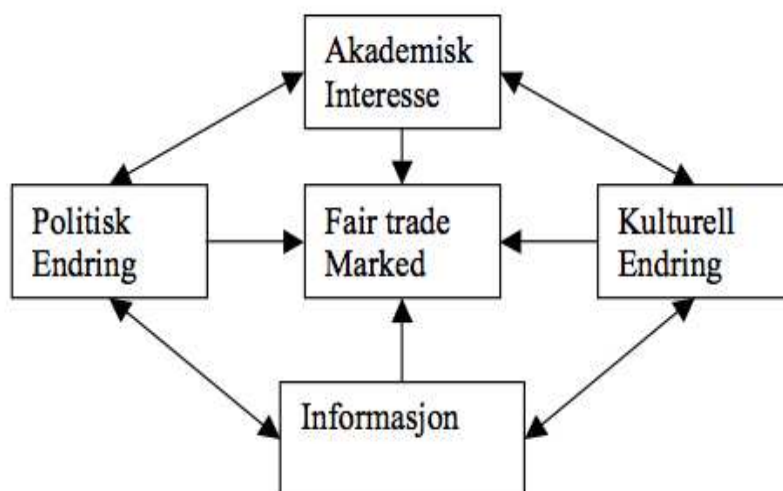 Akademisk
Interesse
Politisk
Endring
Fair trade
Marked
Kulturell
Endring
Informasjon